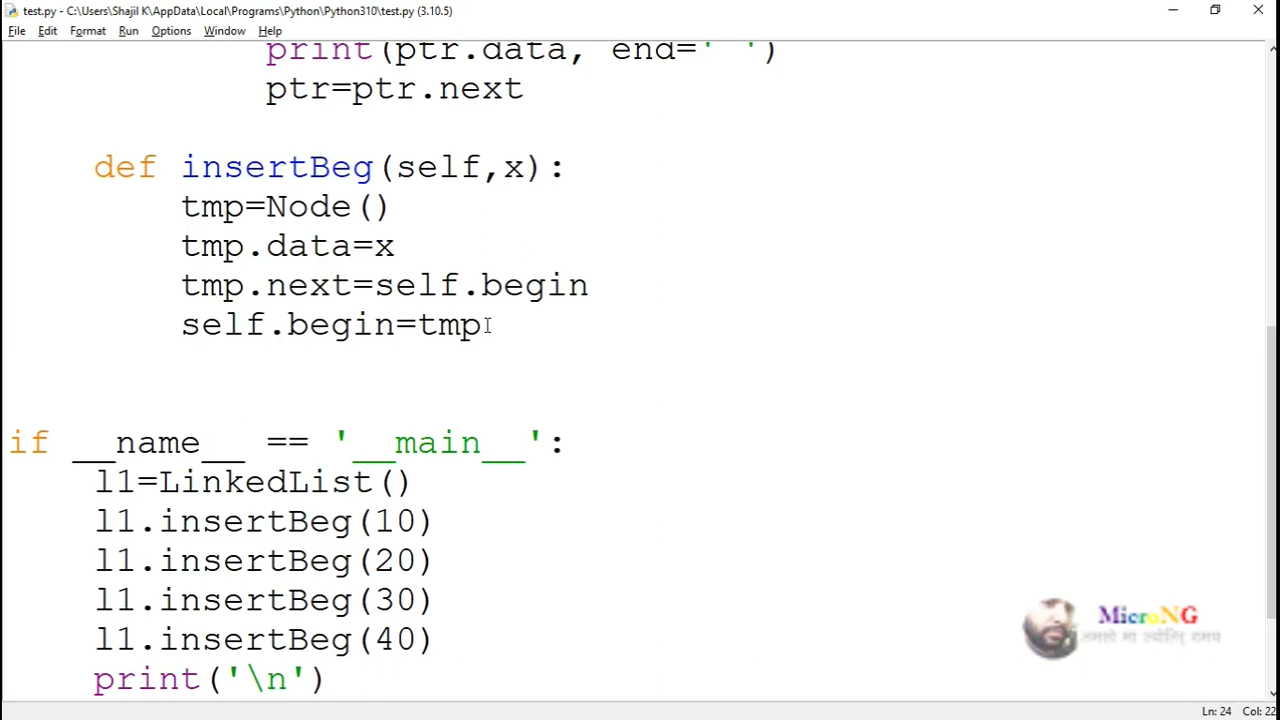 test.py - C:\Users\Shajil K\AppData\Local\Programs\Python\Python310\test.py (3.10.5)
File Edit Format Run Options Window Help
print(ptr.data, end=' ')
ptr=ptr.next
def insertBeg(self,x):
tmp=Node()
tmp.data=x
tmp.next=self.begin
self.begin=tmp
if __name__ == '__main__':
l1=LinkedList()
l1.insertBeg(10)
l1.insertBeg(20)
l1.insertBeg(30)
l1.insertBeg(40)
print('\n')
MicroNG
तमसो मा ज्योतिर् गमय
Ln: 24 Col: 22